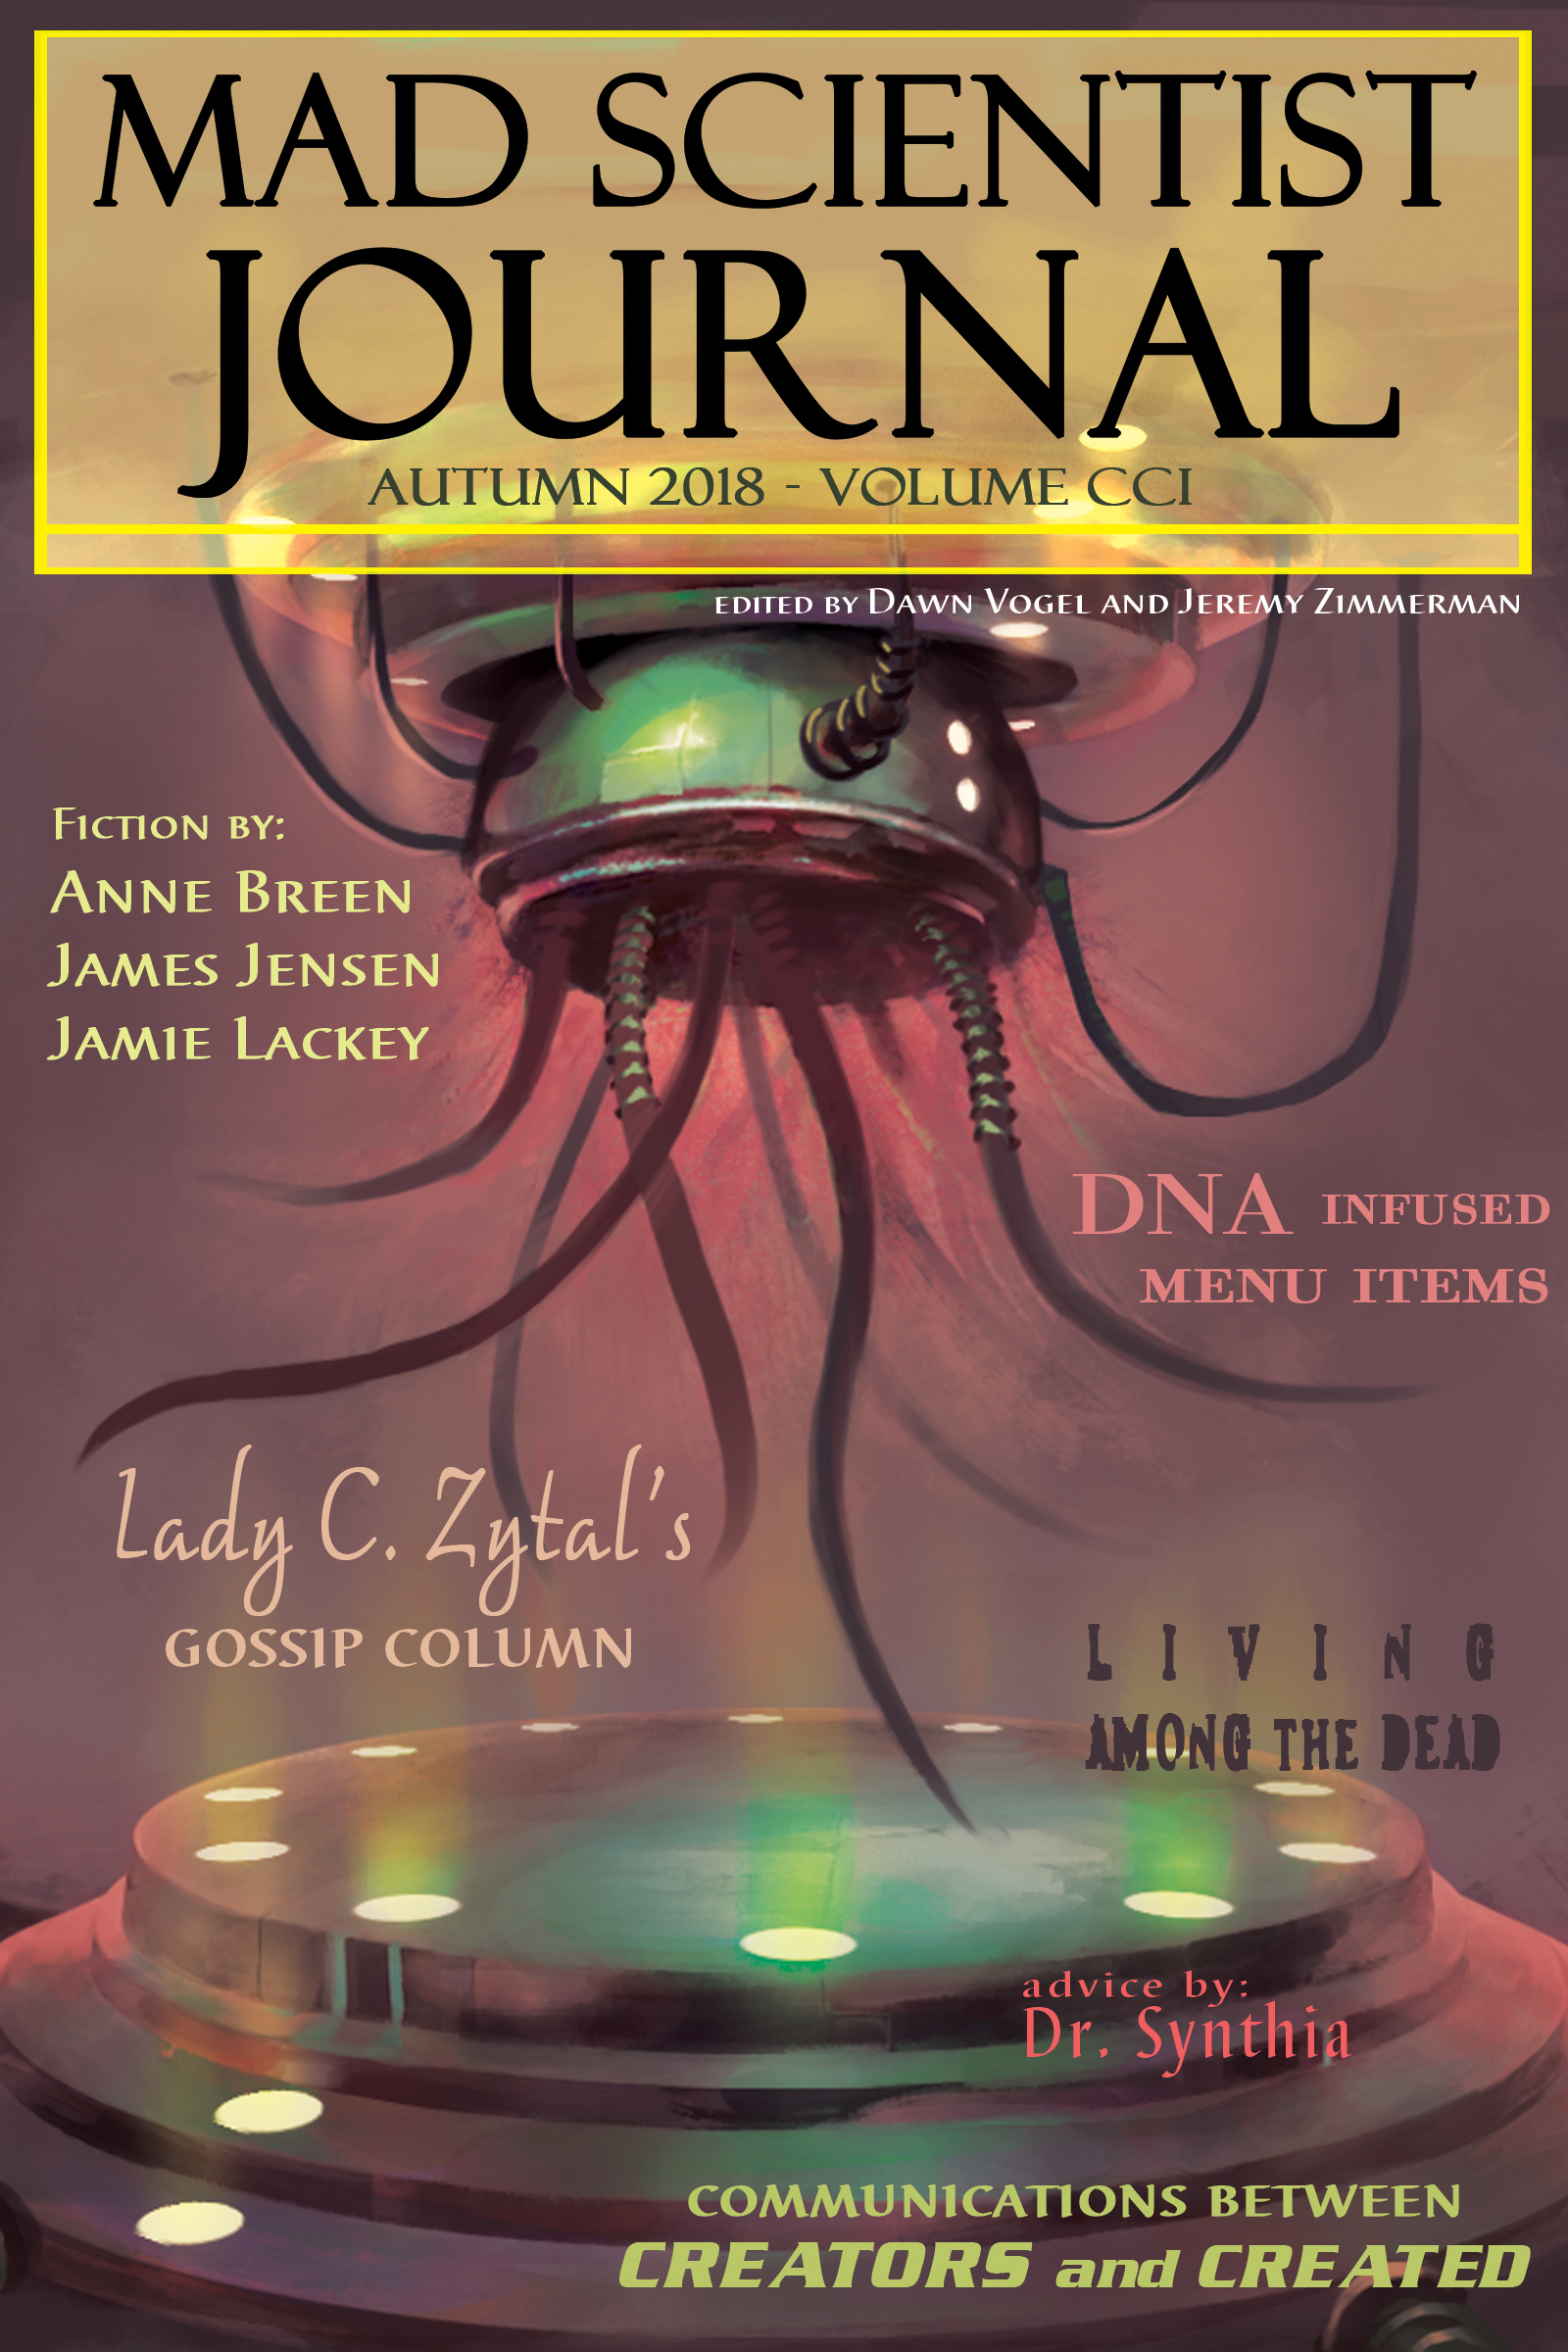 MAD SCIENTIST
JOURNAL
AUTUMN 2018 - VOLUME CCI
EDITED BY DAWN VOGEL AND JEREMY ZIMMERMAN
FICTION BY:
ANNE BREEN
JAMES JENSEN
JAMIE LACKEY
DNA INFUSED
MENU ITEMS
Lady C. Zytal's
GOSSIP COLUMN
LIVING
AMONG THE DEAD
advice by:
Dr. Synthia
COMMUNICATIONS BETWEEN
CREATORS and CREATED